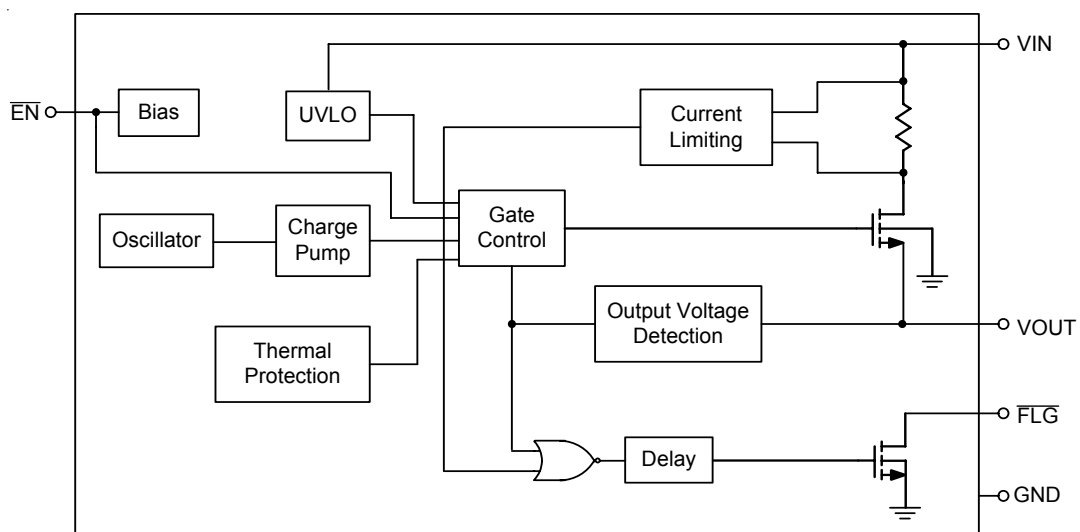 VIN
EN
Bias
UVLO
Current
Limiting
Gate
Control
Oscillator
Charge
Pump
Output Voltage
Detection
VOUT
Thermal
Protection
FLG
Delay
GND